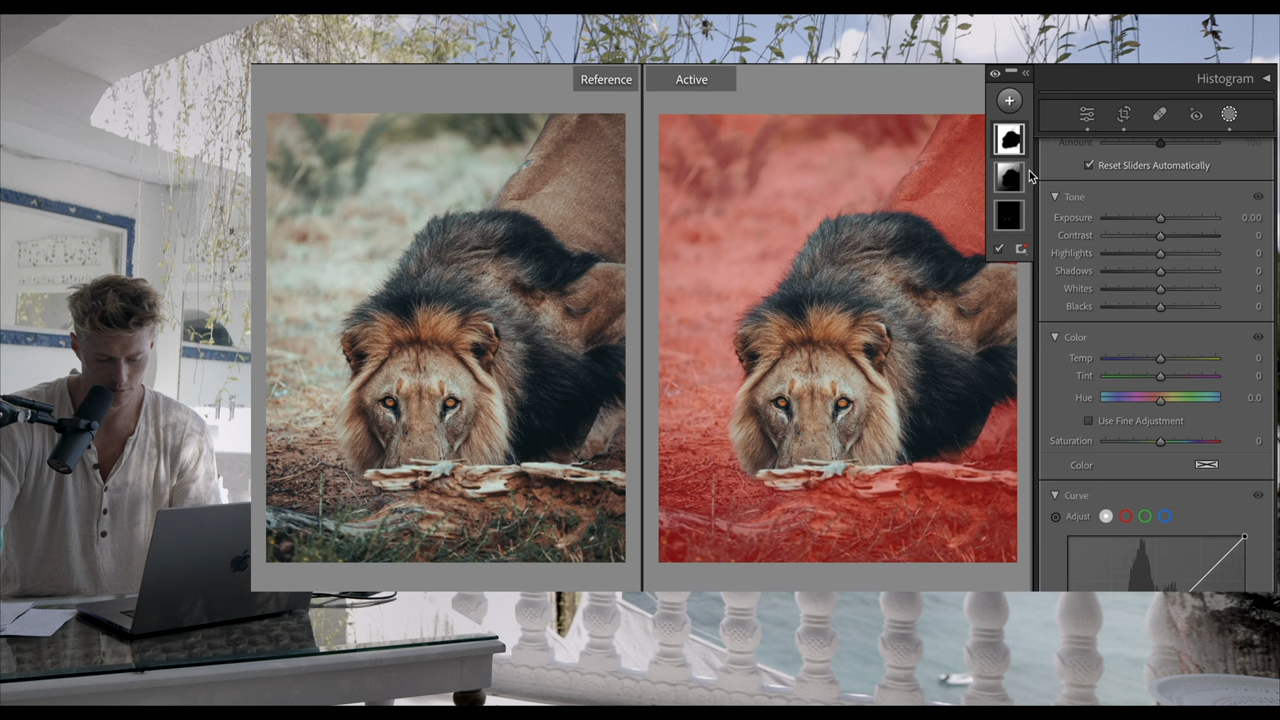 Reference
Active
Histogram
Amount 100
Reset Sliders Automatically
Tone
Exposure 0.00
Contrast 0
Highlights 0
Shadows 0
Whites 0
Blacks 0
Color
Temp 0
Tint 0
Hue 0.0
Use Fine Adjustment
Saturation 0
Color
Curve
Adjust